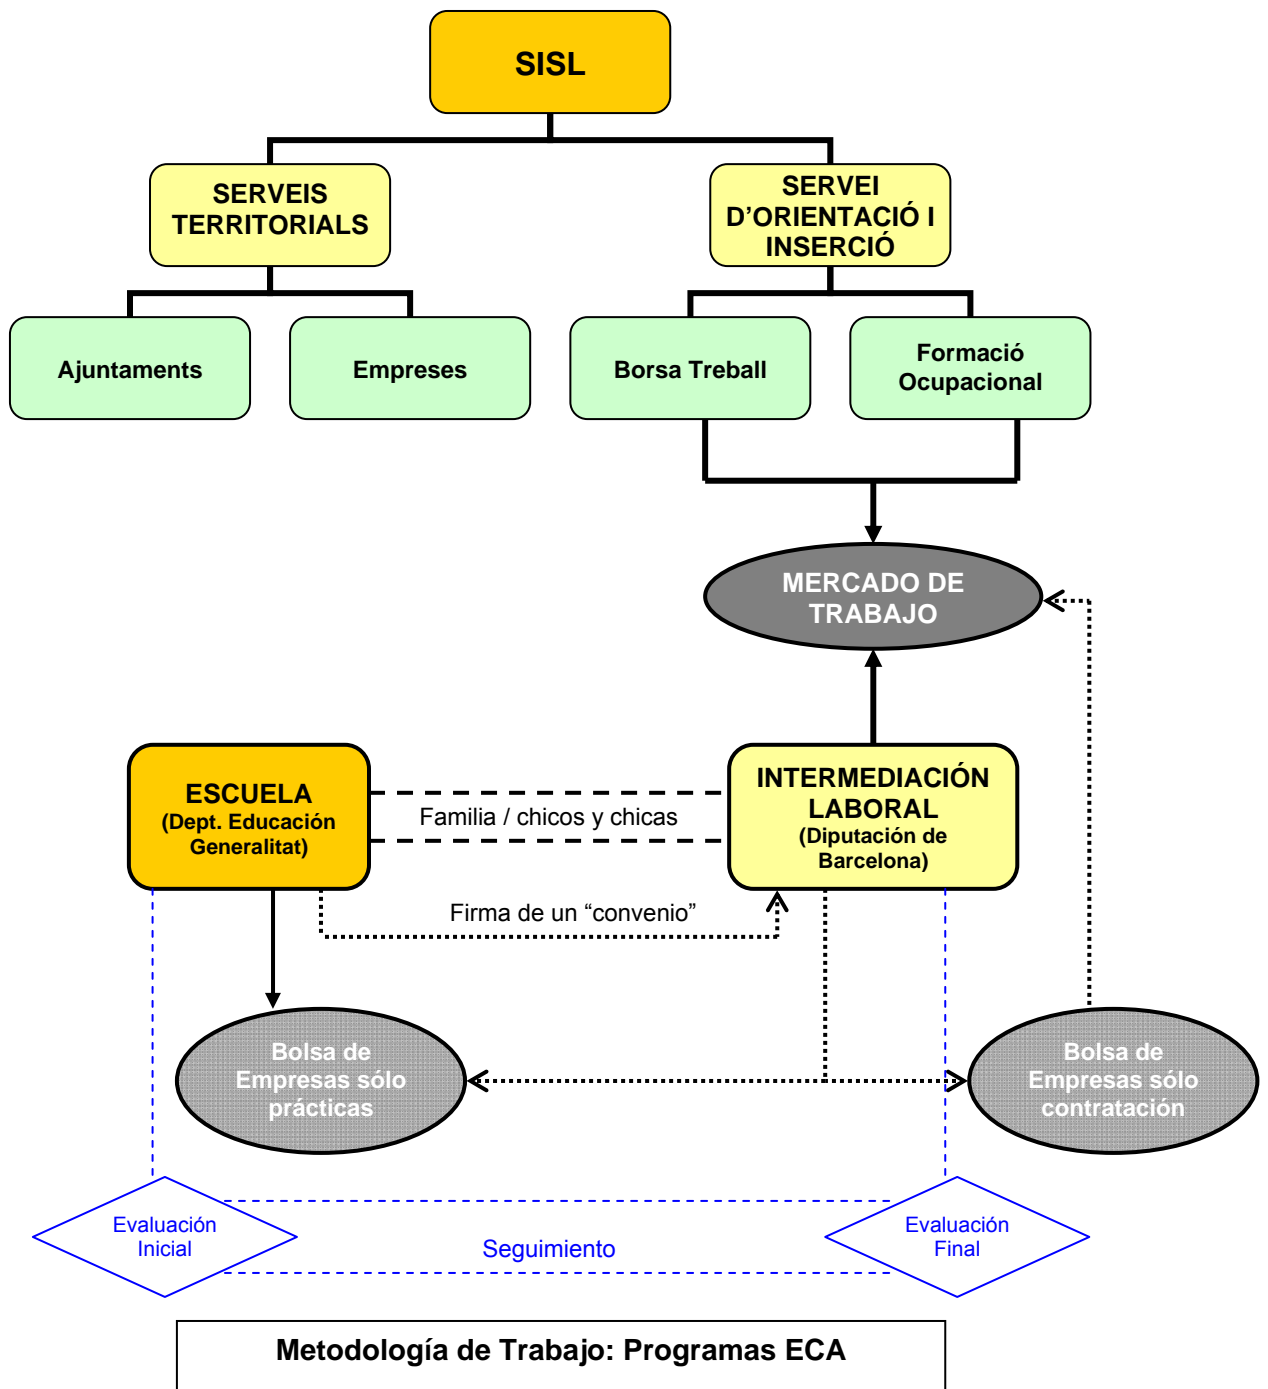 SISL
SERVEIS
TERRITORIALS
SERVEI
D’ORIENTACIÓ I
INSERCIÓ
Ajuntaments
Empreses
Borsa Treball
Formació
Ocupacional
MERCADO DE
TRABAJO
ESCUELA
(Dept. Educación
Generalitat)
Familia / chicos y chicas
INTERMEDIACIÓN
LABORAL
(Diputación de
Barcelona)
Firma de un “convenio”
Bolsa de
Empresas sólo
prácticas
Bolsa de
Empresas sólo
contratación
Evaluación
Inicial
Seguimiento
Evaluación
Final
Metodología de Trabajo: Programas ECA